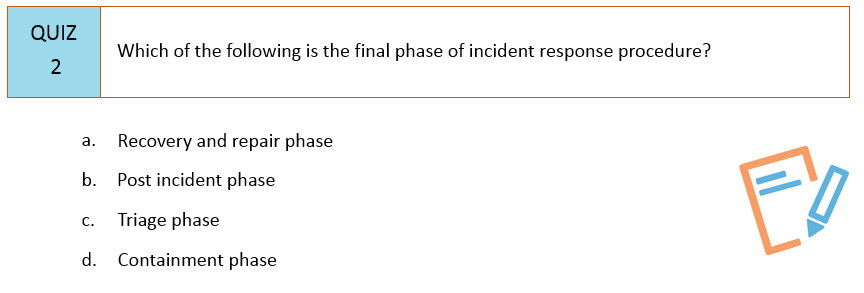 QUIZ
2
Which of the following is the final phase of incident response procedure?
a. Recovery and repair phase
b. Post incident phase
c. Triage phase
d. Containment phase